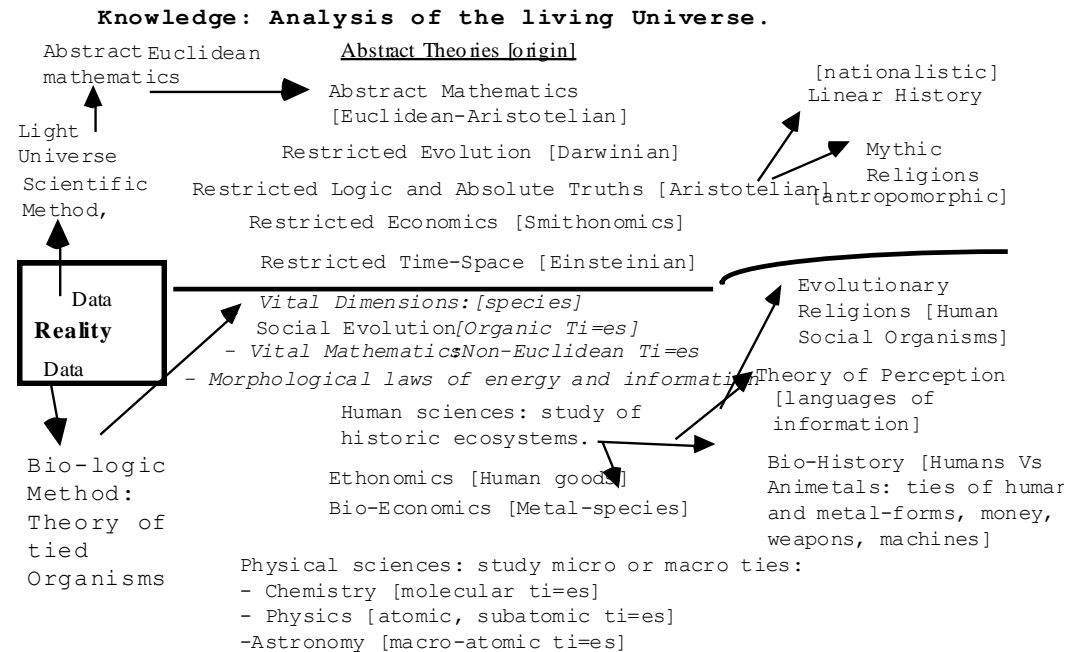 Knowledge: Analysis of the living Universe.
Abstract Euclidean
mathematics
Abstract Theories [origin]
Abstract Mathematics
[Euclidean-Aristotelian]
[nationalistic]
Linear History
Light
Universe
Scientific
Method,
Restricted Evolution [Darwinian]
Mythic
Religions
[antropomorphic]
Restricted Logic and Absolute Truths [Aristotelian]
Restricted Economics [Smithonomics]
Restricted Time-Space [Einsteinian]
Data
Reality
Data
Vital Dimensions:[species]
Social Evolution[Organic Ti=es]
- Vital Mathematics:Non-Euclidean Ti=es
- Morphological laws of energy and information
Evolutionary
Religions [Human
Social Organisms]
Theory of Perception
[languages of
information]
Human sciences: study of
historic ecosystems.
Ethonomics [Human goods]
Bio-Economics [Metal-species]
Bio-History [Humans Vs
Animetals: ties of human
and metal-forms, money,
weapons, machines]
Bio-logic
Method:
Theory of
tied
Organisms
Physical sciences: study micro or macro ties:
- Chemistry [molecular ti=es]
- Physics [atomic, subatomic ti=es]
-Astronomy [macro-atomic ti=es]